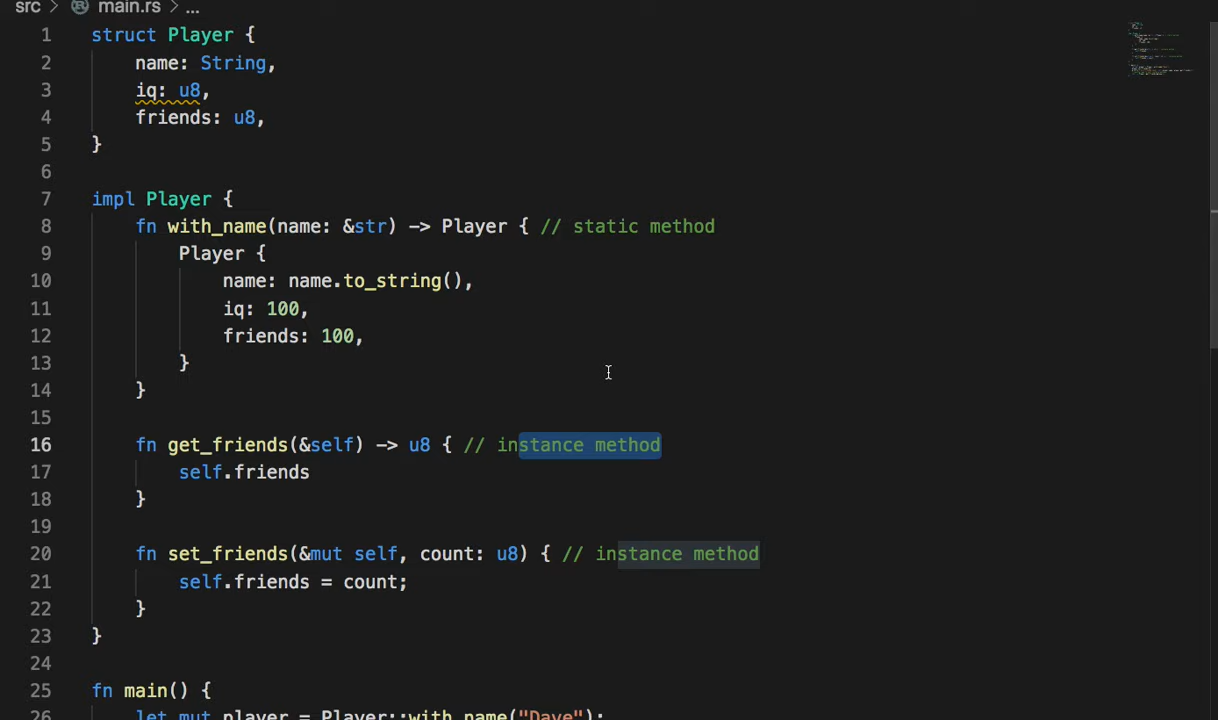 src > main.rs > ...
1 struct Player {
2 name: String,
3 iq: u8,
4 friends: u8,
5 }
6
7 impl Player {
8 fn with_name(name: &str) -> Player { // static method
9 Player {
10 name: name.to_string(),
11 iq: 100,
12 friends: 100,
13 }
14 }
15
16 fn get_friends(&self) -> u8 { // instance method
17 self.friends
18 }
19
20 fn set_friends(&mut self, count: u8) { // instance method
21 self.friends = count;
22 }
23 }
24
25 fn main() {
26 let mut player = Player::with_name("Dave");